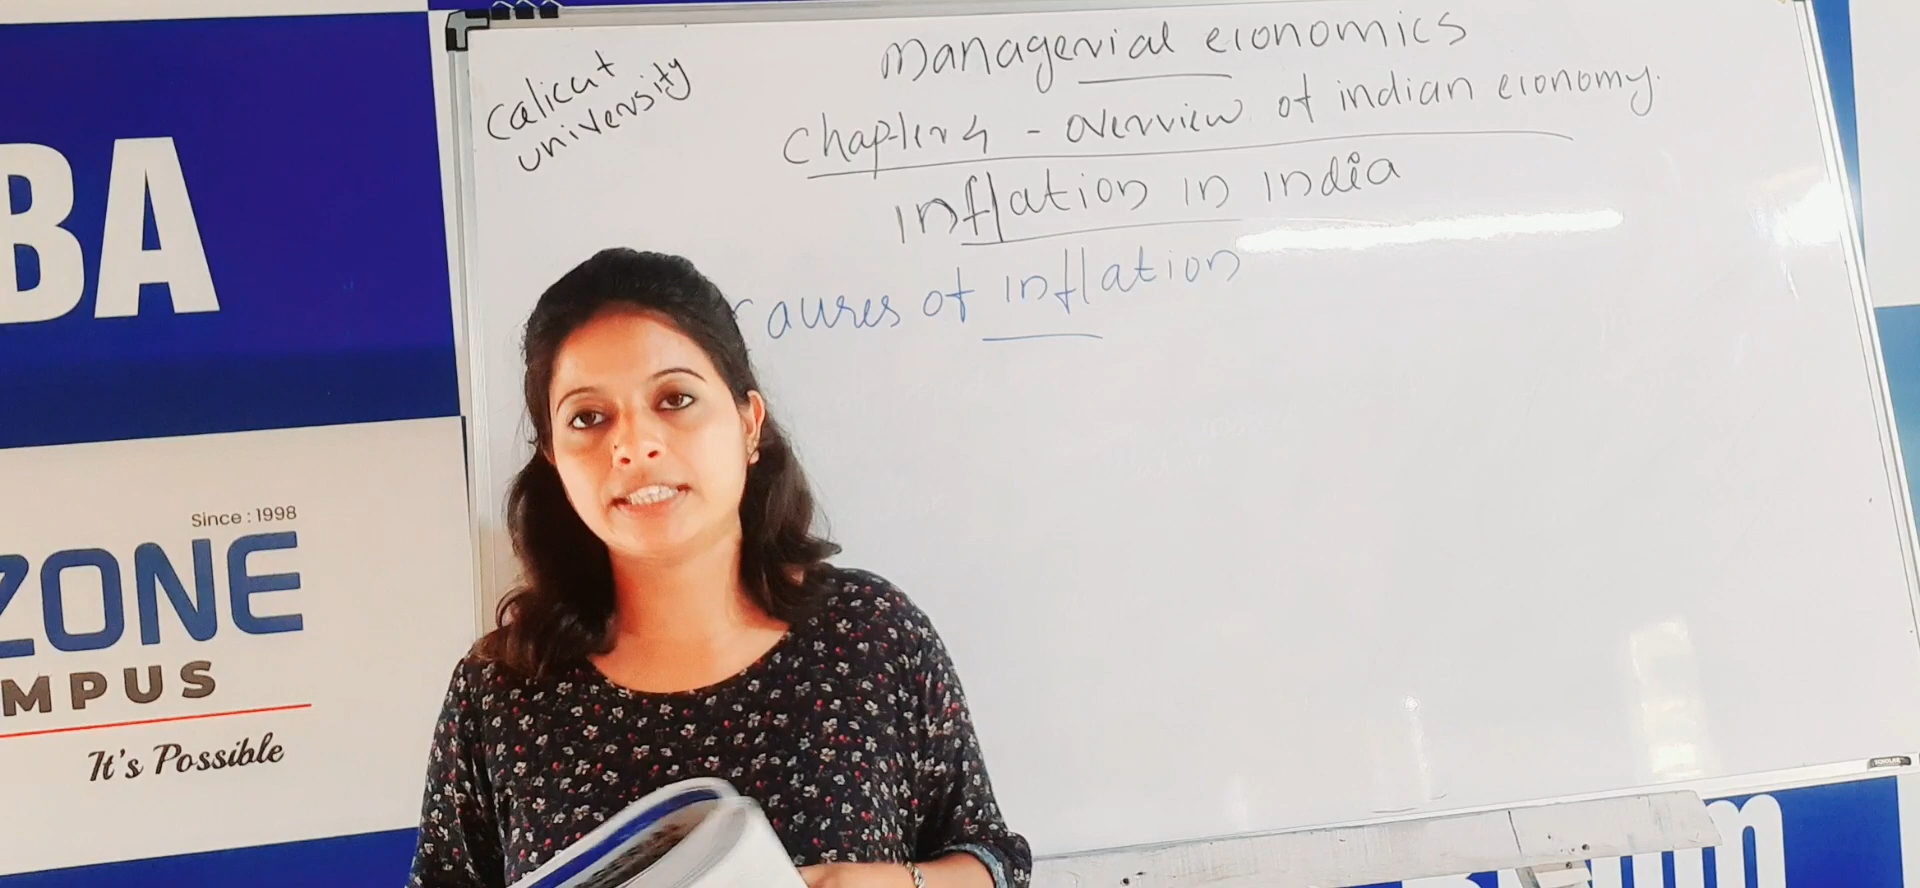 BA
Since : 1998
ZONE
MPUS
It's Possible
Calicut
University
Managerial economics
Chapter 4 - overview of indian economy.
Inflation in India
Causes of inflation